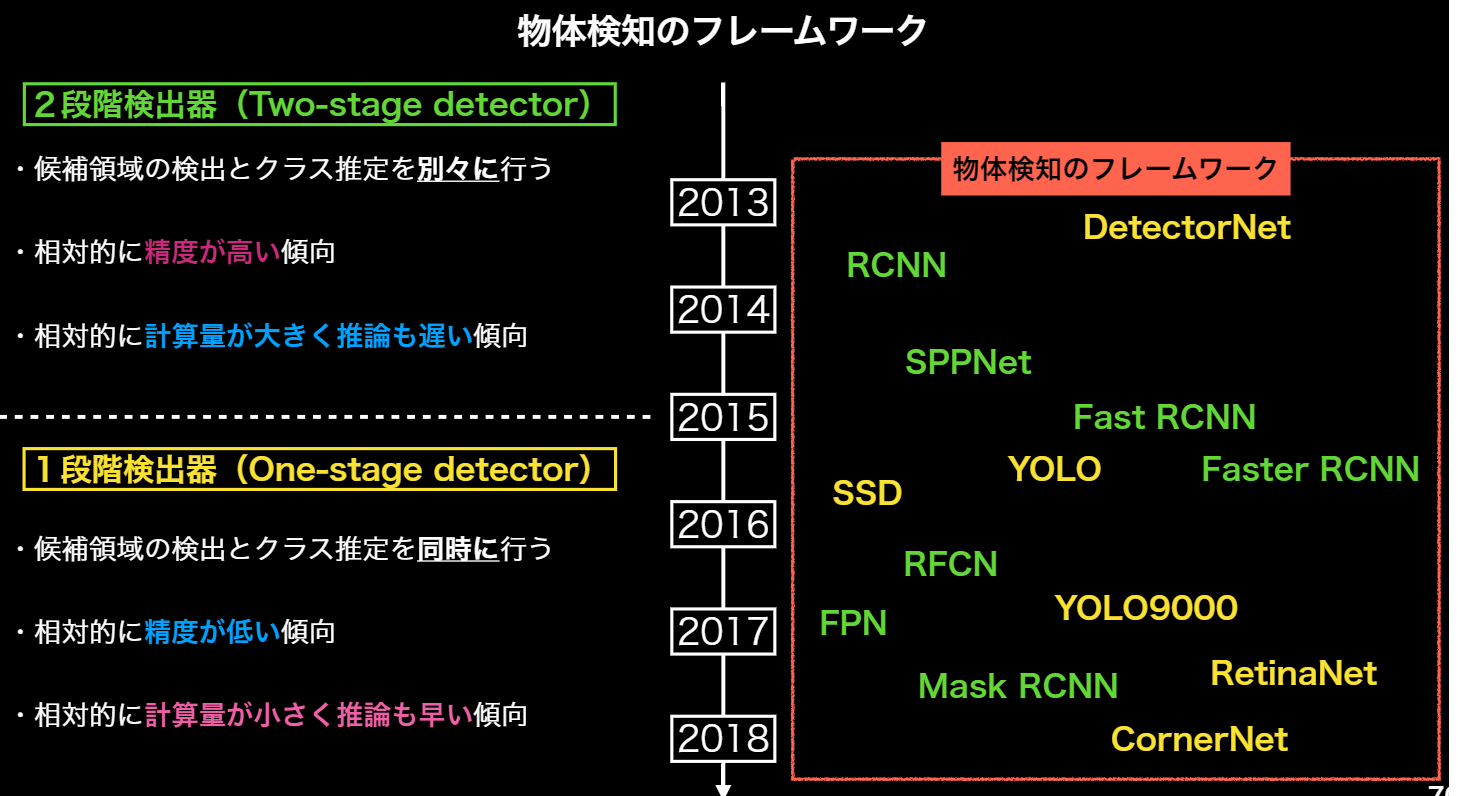 物体検知のフレームワーク
２段階検出器（Two-stage detector）
・候補領域の検出とクラス推定を別々に行う
・相対的に精度が高い傾向
・相対的に計算量が大きく推論も遅い傾向
１段階検出器（One-stage detector）
・候補領域の検出とクラス推定を同時に行う
・相対的に精度が低い傾向
・相対的に計算量が小さく推論も早い傾向
2013
2014
2015
2016
2017
2018
物体検知のフレームワーク
DetectorNet
RCNN
SPPNet
Fast RCNN
YOLO
Faster RCNN
SSD
RFCN
YOLO9000
FPN
RetinaNet
Mask RCNN
CornerNet